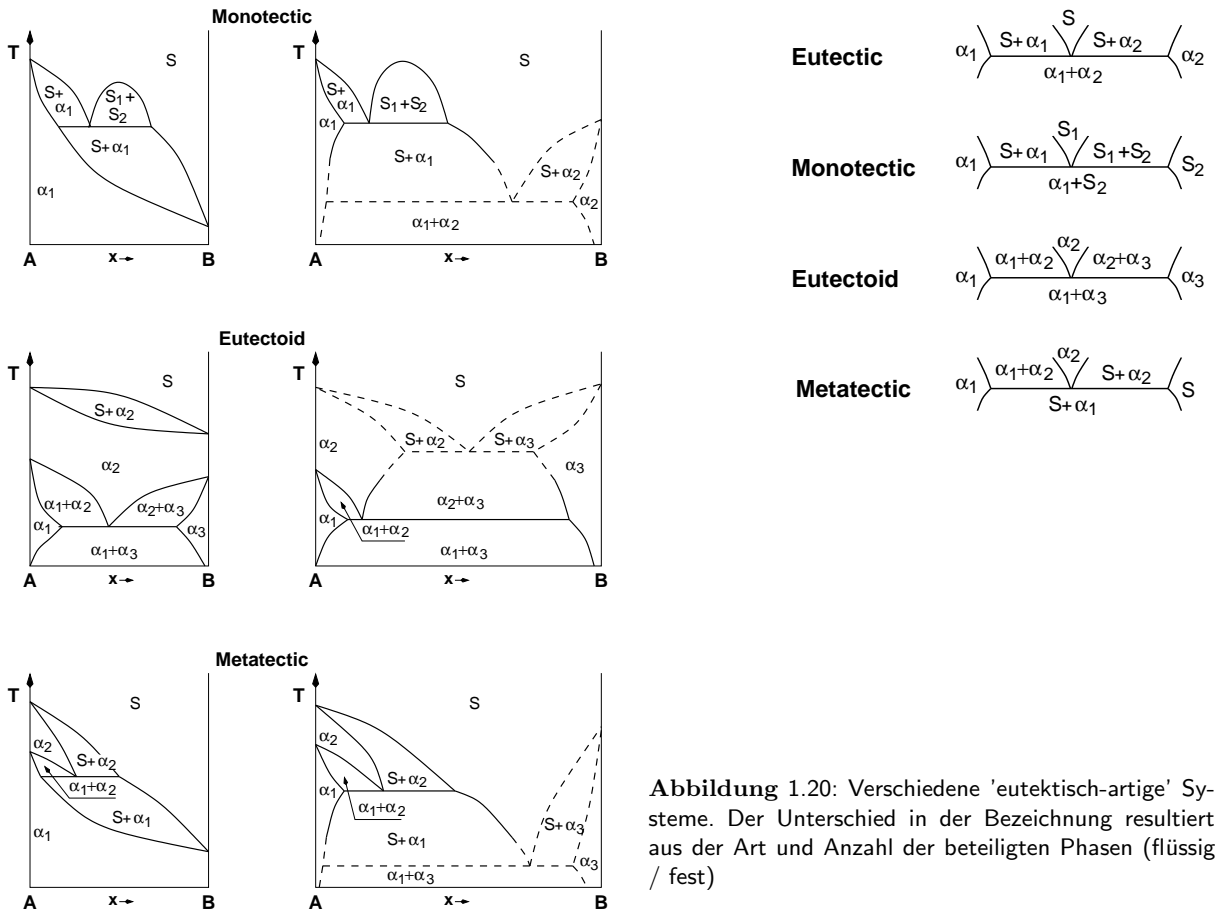 Monotectic
T
S
S+
α1
S1+
S2
S+α1
α1
A
x→
B
S
S+
α1
S1+S2
α1
S+α1
S+α2
α2
α1+α2
A
x→
B
Eutectoid
T
S
S+α2
α2
α1+α2
α2+α3
α1
α3
α1+α3
A
x→
B
T
S
S+α2
S+α3
α2
α3
α2+α3
α1
α1+α2
α1+α3
A
x→
B
Metatectic
T
S
α2
S+α2
α1+α2
S+α1
α1
A
x→
B
T
S
α2
S+α2
α1
α1+α2
S+α1
S+α3
α3
α1+α3
A
x→
B
S
Eutectic α1 S+α1 S+α2 α2
α1+α2
S1
Monotectic α1 S+α1 S1+S2 S2
α1+S2
α2
Eutectoid α1 α1+α2 α2+α3 α3
α1+α3
α2
Metatectic α1 α1+α2 S+α2 S
S+α1
Abbildung 1.20: Verschiedene 'eutektisch-artige' Sy-
steme. Der Unterschied in der Bezeichnung resultiert
aus der Art und Anzahl der beteiligten Phasen (flüssig
/ fest)